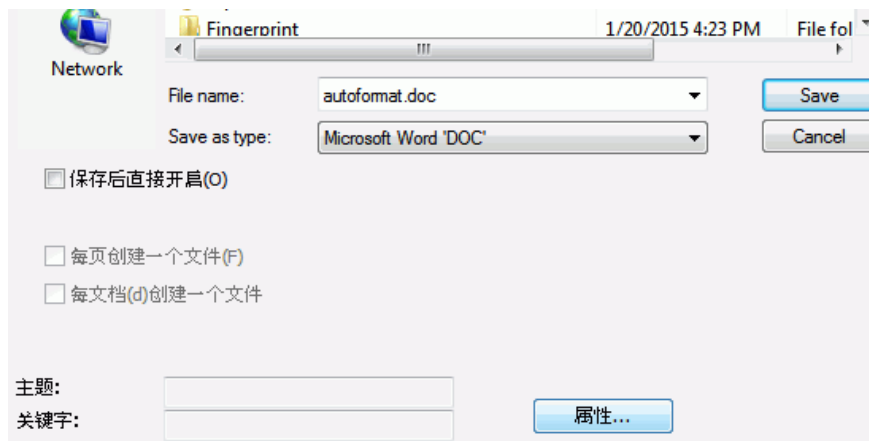 Fingerprint 1/20/2015 4:23 PM File fol
Network
File name: autoformat.doc Save
Save as type: Microsoft Word "DOC" Cancel
保存后直接开启(O)
每页创建一个文件(F)
每文档(d)创建一个文件
主题:
关键字: 属性...